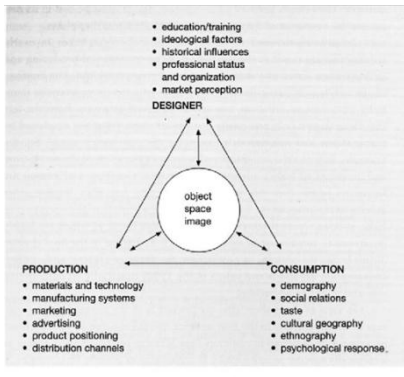 • education/training
• ideological factors
• historical influences
• professional status
and organization
• market perception
DESIGNER
object
space
image
PRODUCTION
• materials and technology
• manufacturing systems
• marketing
• advertising
• product positioning
• distribution channels
CONSUMPTION
• demography
• social relations
• taste
• cultural geography
• ethnography
• psychological response.